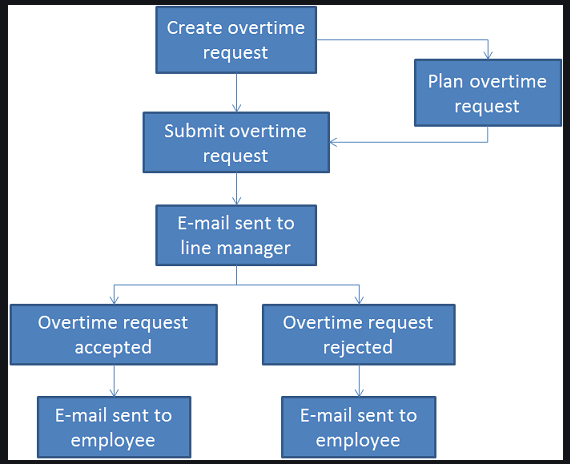 Create overtime
request
Plan overtime
request
Submit overtime
request
E-mail sent to
line manager
Overtime request
accepted
Overtime request
rejected
E-mail sent to
employee
E-mail sent to
employee